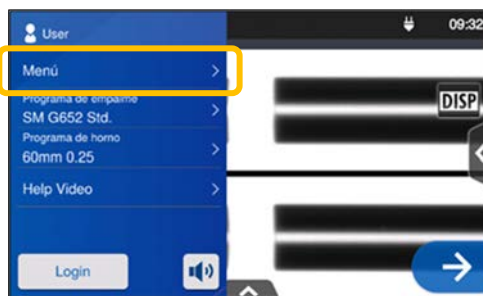 User
09:32
Menú
Programa de empalme
SM G652 Std.
DISP
Programa de horno
60mm 0.25
Help Video
Login